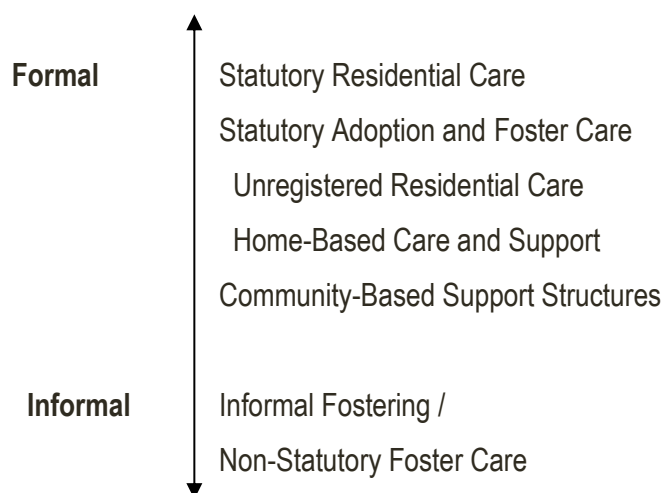 Formal Statutory Residential Care
Statutory Adoption and Foster Care
Unregistered Residential Care
Home-Based Care and Support
Community-Based Support Structures
Informal Informal Fostering /
Non-Statutory Foster Care